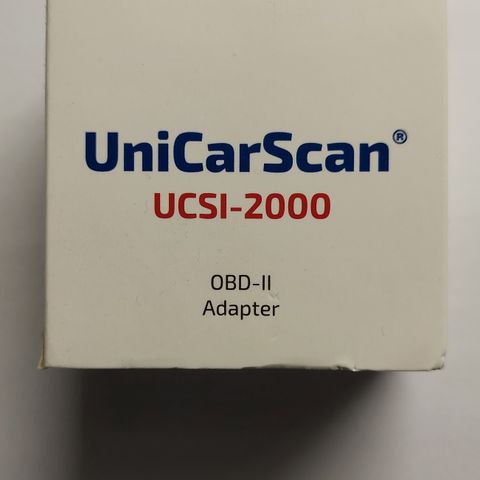 UniCarScan®
UCSI-2000
OBD-II
Adapter